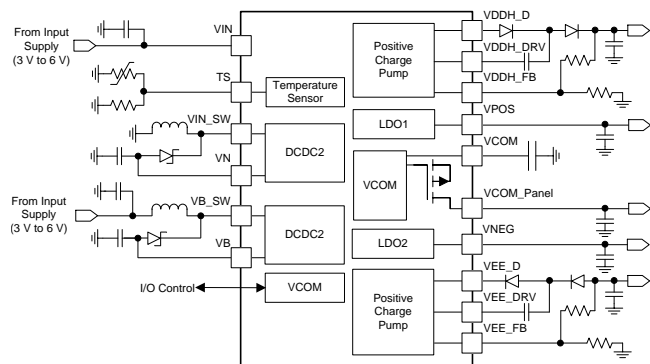 From Input
Supply
(3 V to 6 V)
VIN
TS
Temperature
Sensor
VIN_SW
VN
DCDC2
From Input
Supply
(3 V to 6 V)
VB_SW
VB
DCDC2
I/O Control
VCOM
Positive
Charge
Pump
VDDH_D
VDDH_DRV
VDDH_FB
LDO1
VPOS
VCOM
VCOM
VCOM_Panel
LDO2
VNEG
Positive
Charge
Pump
VEE_D
VEE_DRV
VEE_FB